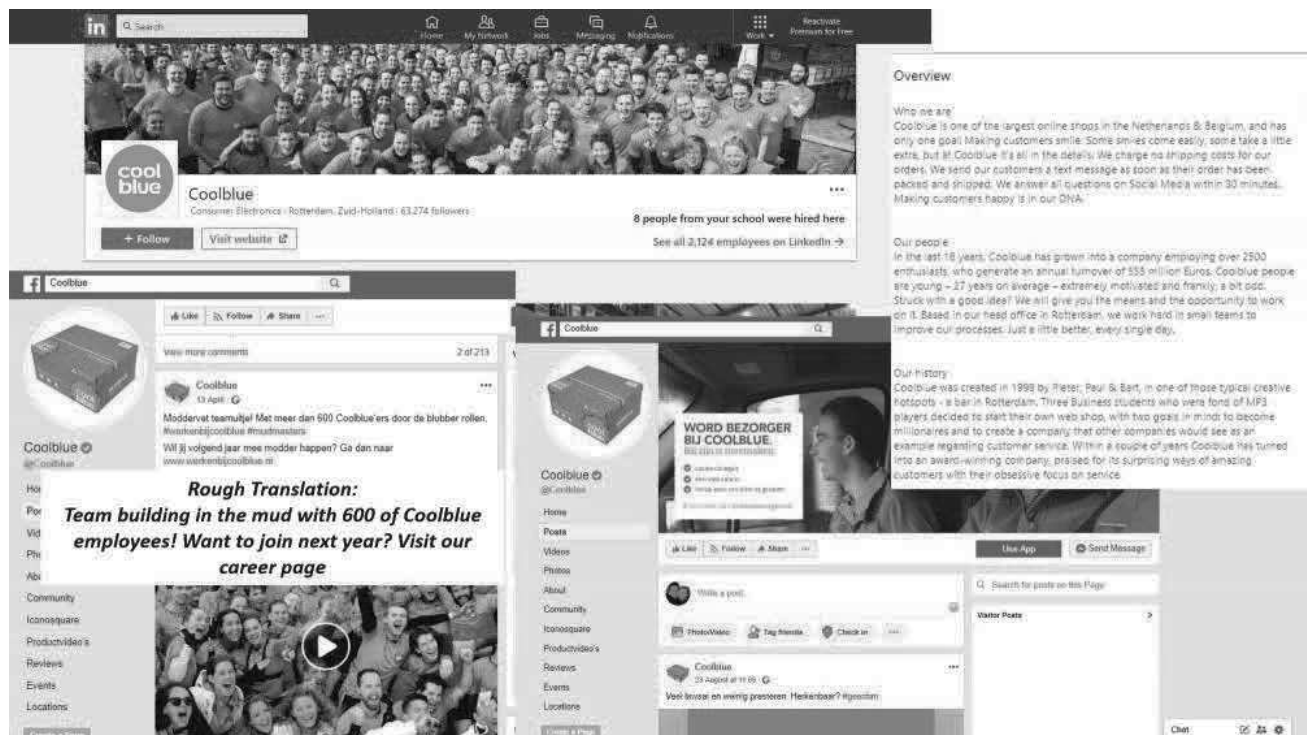 in
Search
Home
My Network
Jobs
Messaging
Notifications
Work
Reactivate
Premium for Free
cool
blue
Coolblue
Consumer Electronics · Rotterdam, Zuid-Holland · 63,274 followers
+ Follow
Visit website
8 people from your school were hired here
See all 2,124 employees on LinkedIn →
Overview
Who we are
Coolblue is one of the largest online shops in the Netherlands & Belgium, and has
only one goal: Making customers smile. Some smiles come easily, some take a little
extra, but at Coolblue it's all in the details. We charge no shipping costs for our
orders. We send our customers a text message as soon as their order has been
packed and shipped. We answer all questions on Social Media within 30 minutes.
Making customers happy is in our DNA.
Our people
In the last 18 years, Coolblue has grown into a company employing over 2500
enthusiasts, who generate an annual turnover of 555 million Euros. Coolblue people
are young – 27 years on average – extremely motivated and frankly, a bit odd.
Struck with a good idea? We will give you the means and the opportunity to work
on it. Based in our head office in Rotterdam, we work hard in small teams to
improve our processes. Just a little better, every single day.
Our history
Coolblue was created in 1999 by Pieter, Paul & Bart, in one of those typical creative
hotspots - a bar in Rotterdam. Three Business students who were fond of MP3
players decided to start their own web shop, with two goals in mind: to become
millionaires and to create a company that other companies would see as an
example regarding customer service. Within a couple of years Coolblue has turned
into an award-winning company, praised for its surprising ways of amazing
customers with their obsessive focus on service.
f
Coolblue
Like
Follow
Share
View more comments
2 of 213
Coolblue
13 April
Moddervet teamuitje! Met meer dan 600 Coolblue'ers door de blubber rollen.
#werkenbijcoolblue #mudmasters
Wil jij volgend jaar mee modder happen? Ga dan naar
www.werkenbijcoolblue.nl
Coolblue
@Coolblue
Rough Translation:
Team building in the mud with 600 of Coolblue
employees! Want to join next year? Visit our
career page
Community
Iconosquare
Productvideo's
Reviews
Events
Locations
Create a Page
f
Coolblue
WORD BEZORGER
BIJ COOLBLUE.
Coolblue
@Coolblue
Home
Posts
Videos
Photos
About
Community
Iconosquare
Productvideo's
Reviews
Events
Locations
Create a Page
Like
Follow
Share
Use App
Send Message
Write a post...
Photo/Video
Tag friends
Check in
Search for posts on this Page
Visitor Posts
Coolblue
Chat